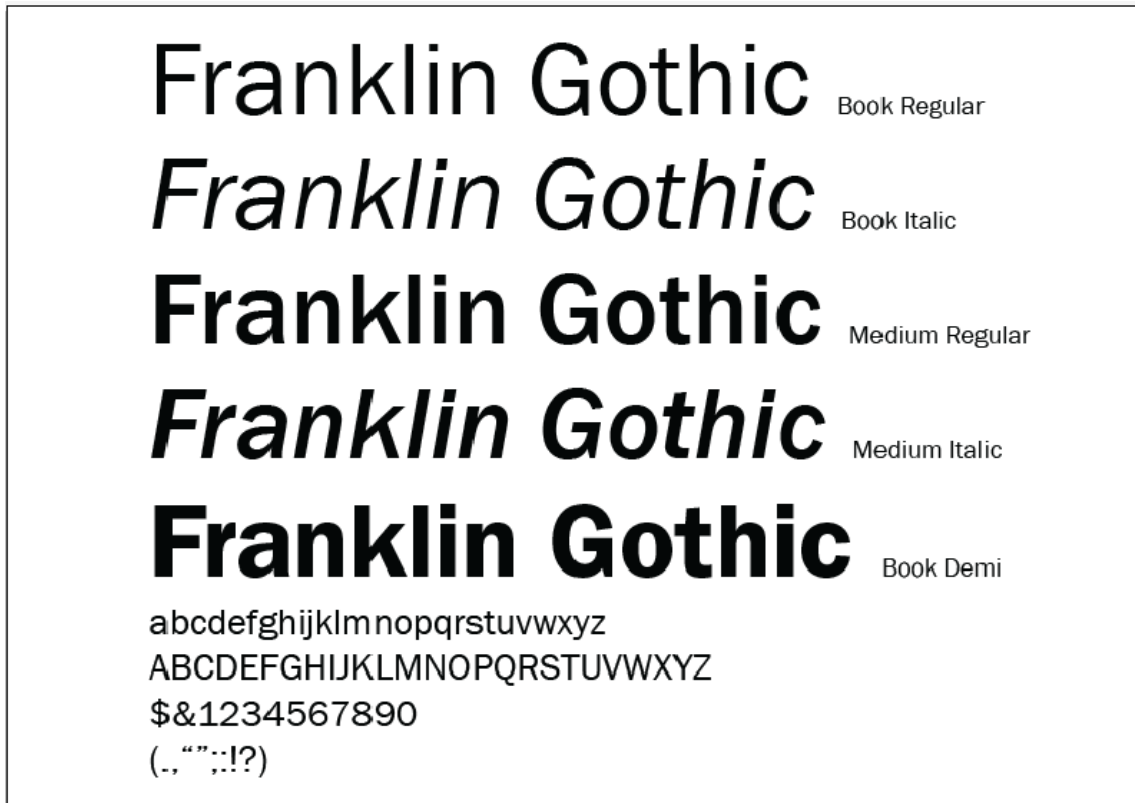 Franklin Gothic Book Regular
Franklin Gothic Book Italic
Franklin Gothic Medium Regular
Franklin Gothic Medium Italic
Franklin Gothic Book Demi
abcdefghijklmnopqrstuvwxyz
ABCDEFGHIJKLMNOPQRSTUVWXYZ
$&1234567890
(.,“”;:!?)